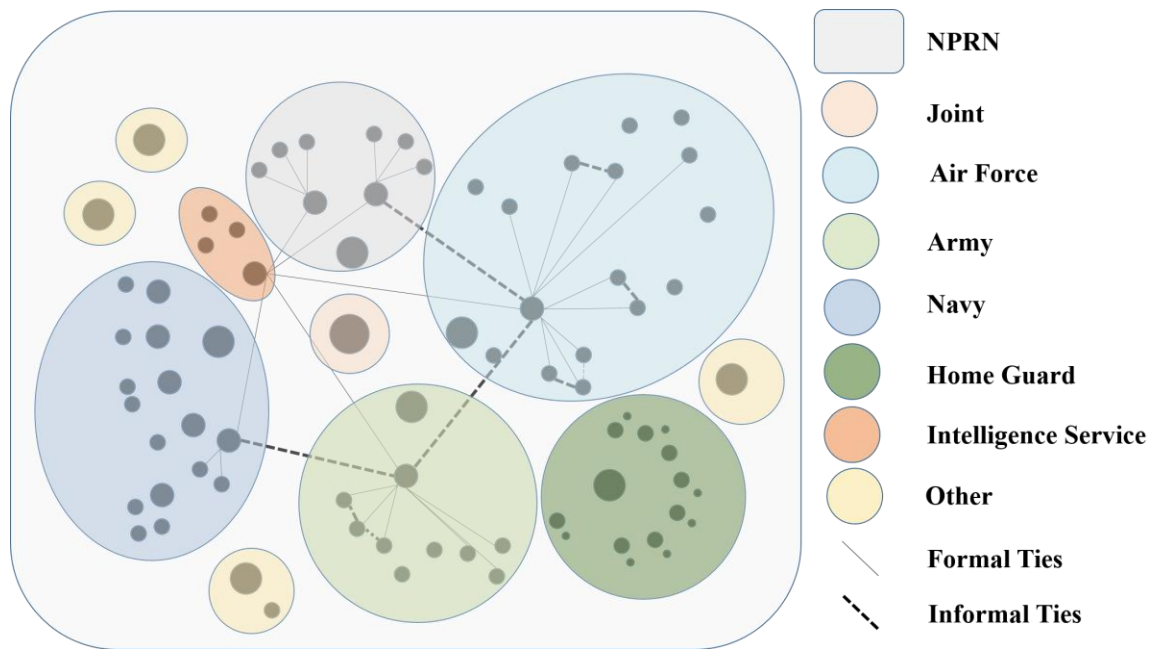 NPRN
Joint
Air Force
Army
Navy
Home Guard
Intelligence Service
Other
Formal Ties
Informal Ties